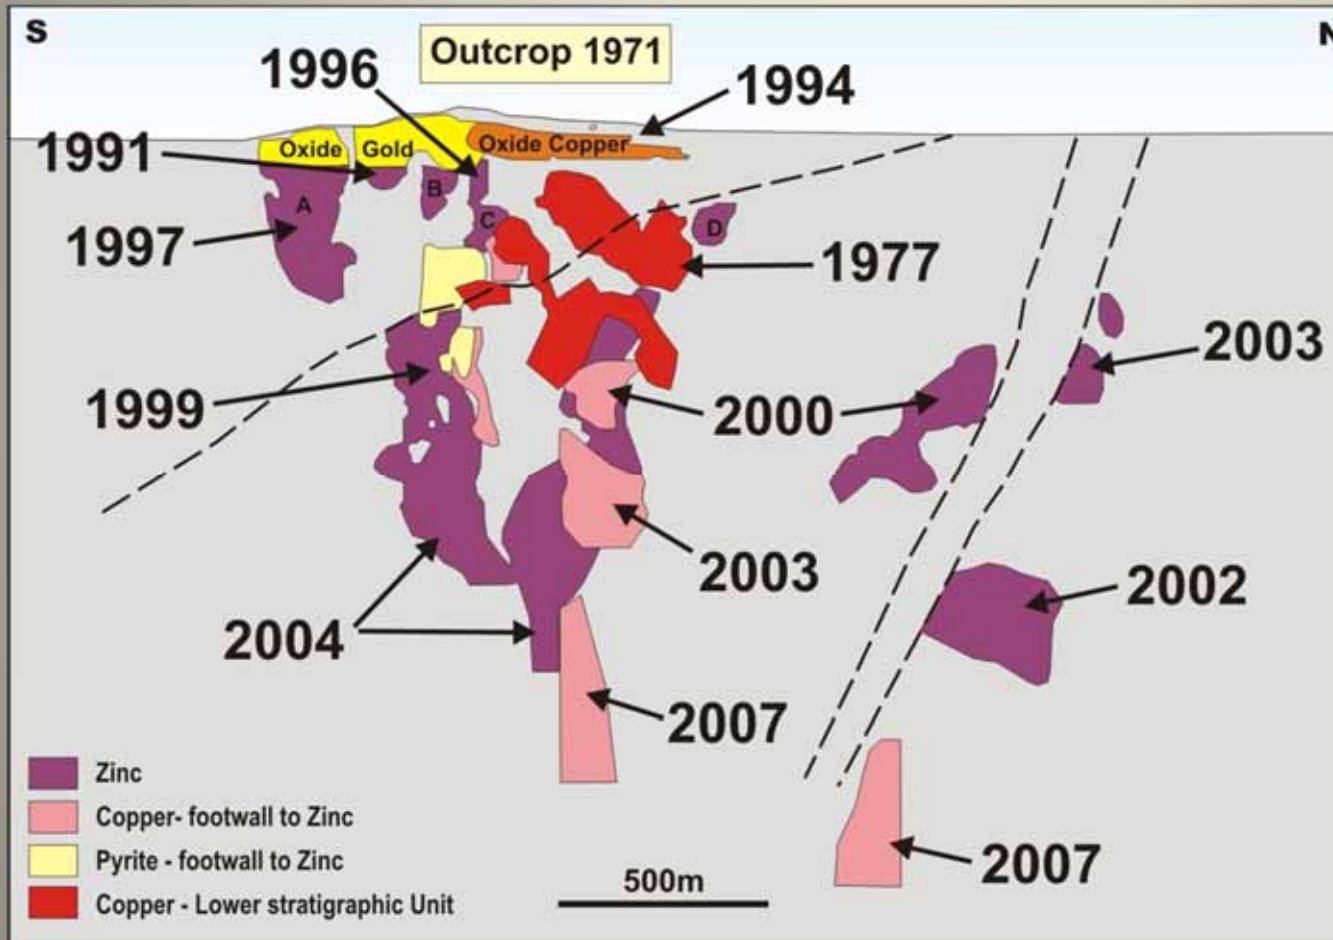 S
N
Outcrop 1971
1996
1994
1991
Oxide Gold
Oxide Copper
A
B
C
D
1997
1977
1999
2000
2003
2003
2004
2002
2007
2007
Zinc
Copper- footwall to Zinc
Pyrite - footwall to Zinc
Copper - Lower stratigraphic Unit
500m